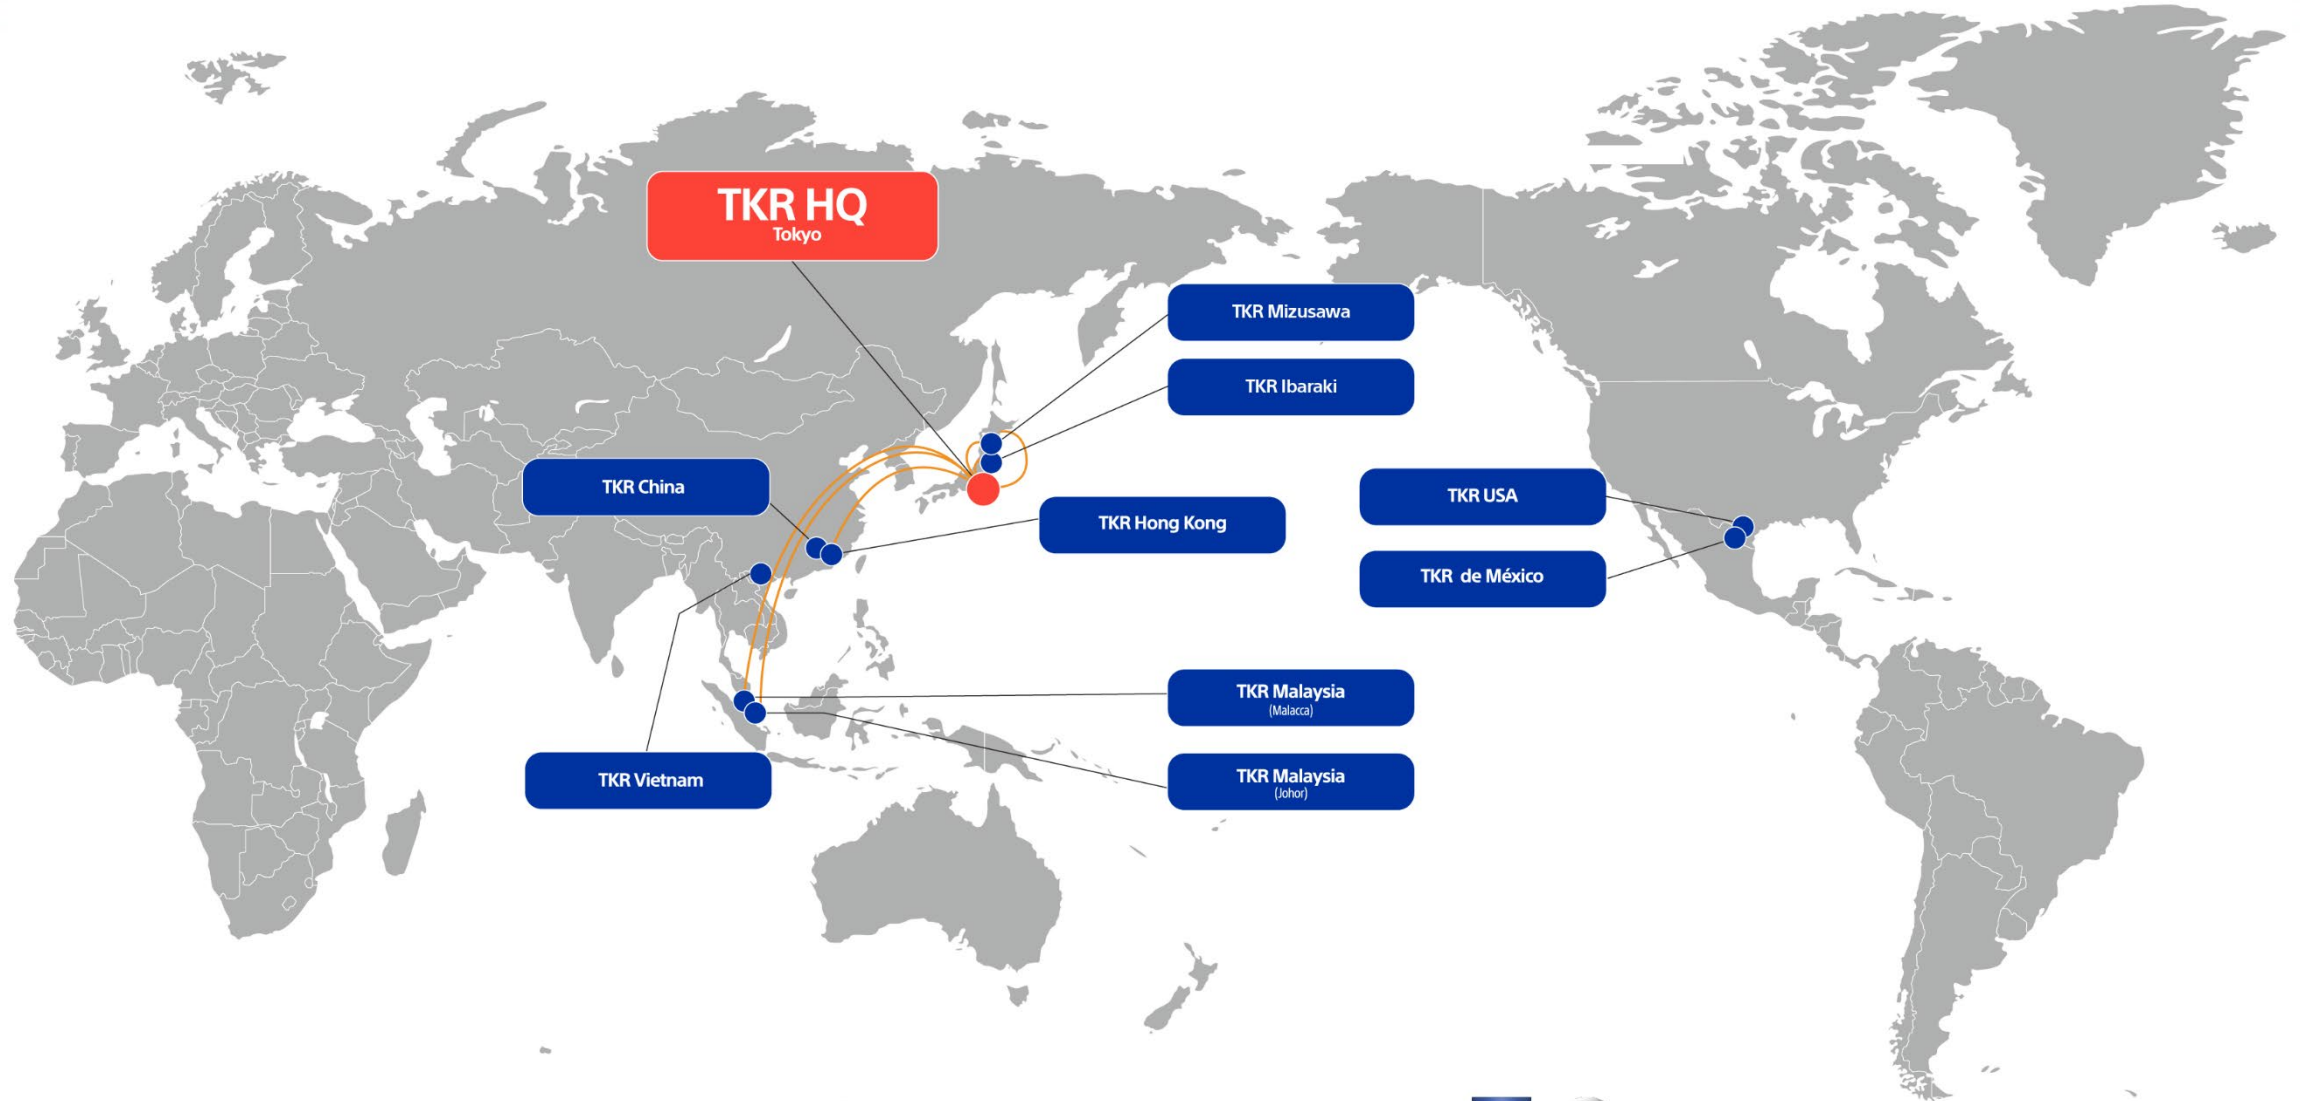 TKR HQ
Tokyo
TKR Mizusawa
TKR Ibaraki
TKR China
TKR Hong Kong
TKR USA
TKR de México
TKR Malaysia
(Malacca)
TKR Vietnam
TKR Malaysia
(Johor)